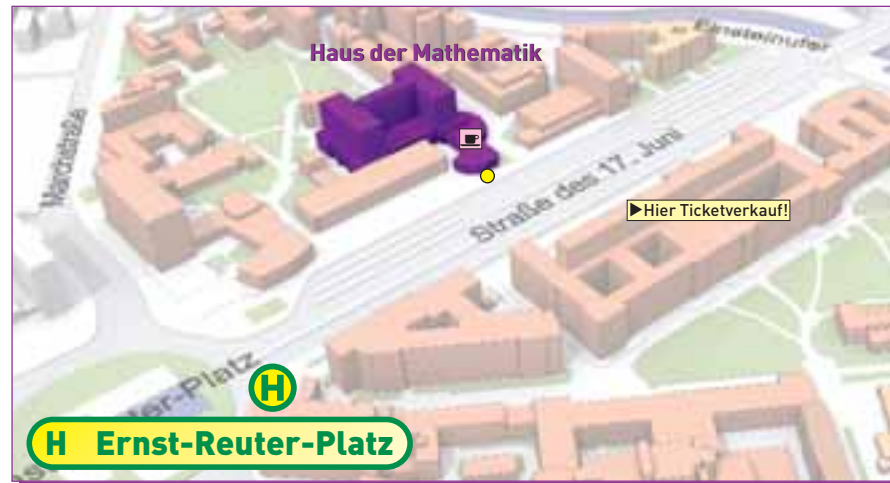 Haus der Mathematik
Einsteinufer
Marchstraße
Straße des 17. Juni
▶Hier Ticketverkauf!
H
H Ernst-Reuter-Platz